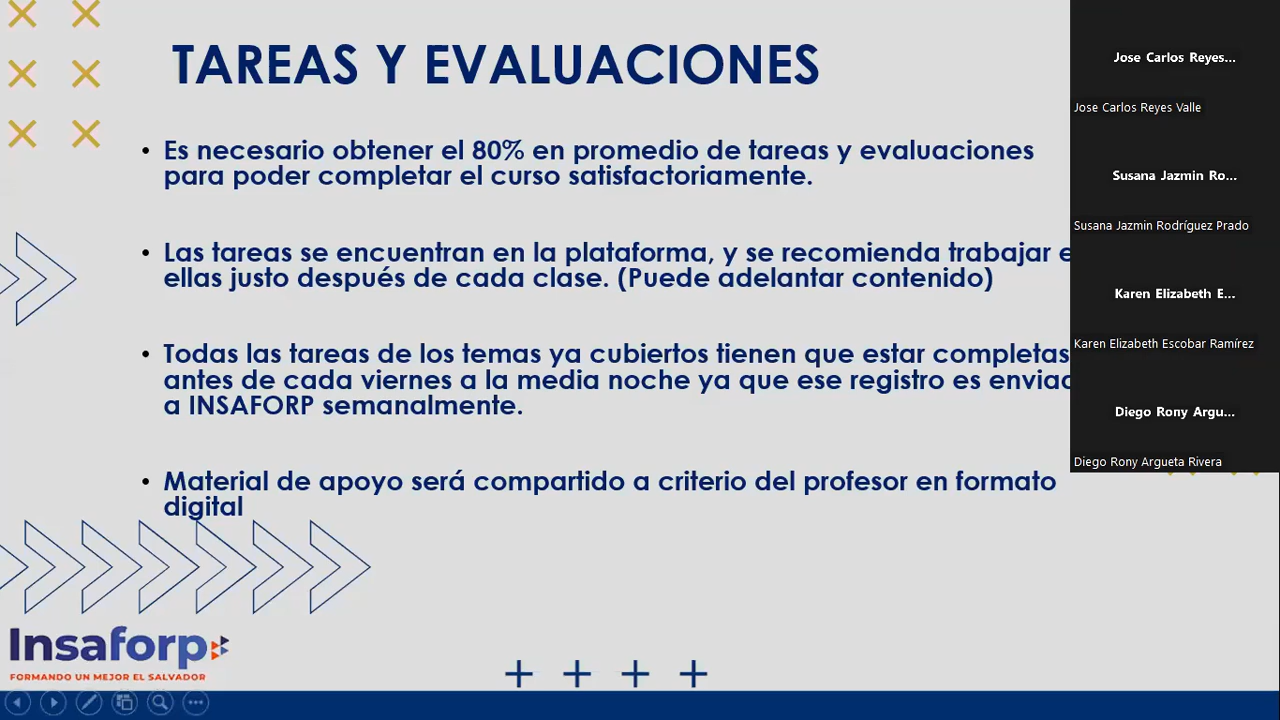 TAREAS Y EVALUACIONES
• Es necesario obtener el 80% en promedio de tareas y evaluaciones
para poder completar el curso satisfactoriamente.
• Las tareas se encuentran en la plataforma, y se recomienda trabajar
ellas justo después de cada clase. (Puede adelantar contenido)
• Todas las tareas de los temas ya cubiertos tienen que estar completas
antes de cada viernes a la media noche ya que ese registro es
a INSAFORP semanalmente.
• Material de apoyo será compartido a criterio del profesor en formato
digital
Insaforp
FORMANDO UN MEJOR EL SALVADOR
Jose Carlos Reyes...
Jose Carlos Reyes Valle
Susana Jazmin Ro...
Susana Jazmin Rodríguez Prado
Karen Elizabeth E...
Karen Elizabeth Escobar Ramírez
Diego Rony Argu...
Diego Rony Argueta Rivera